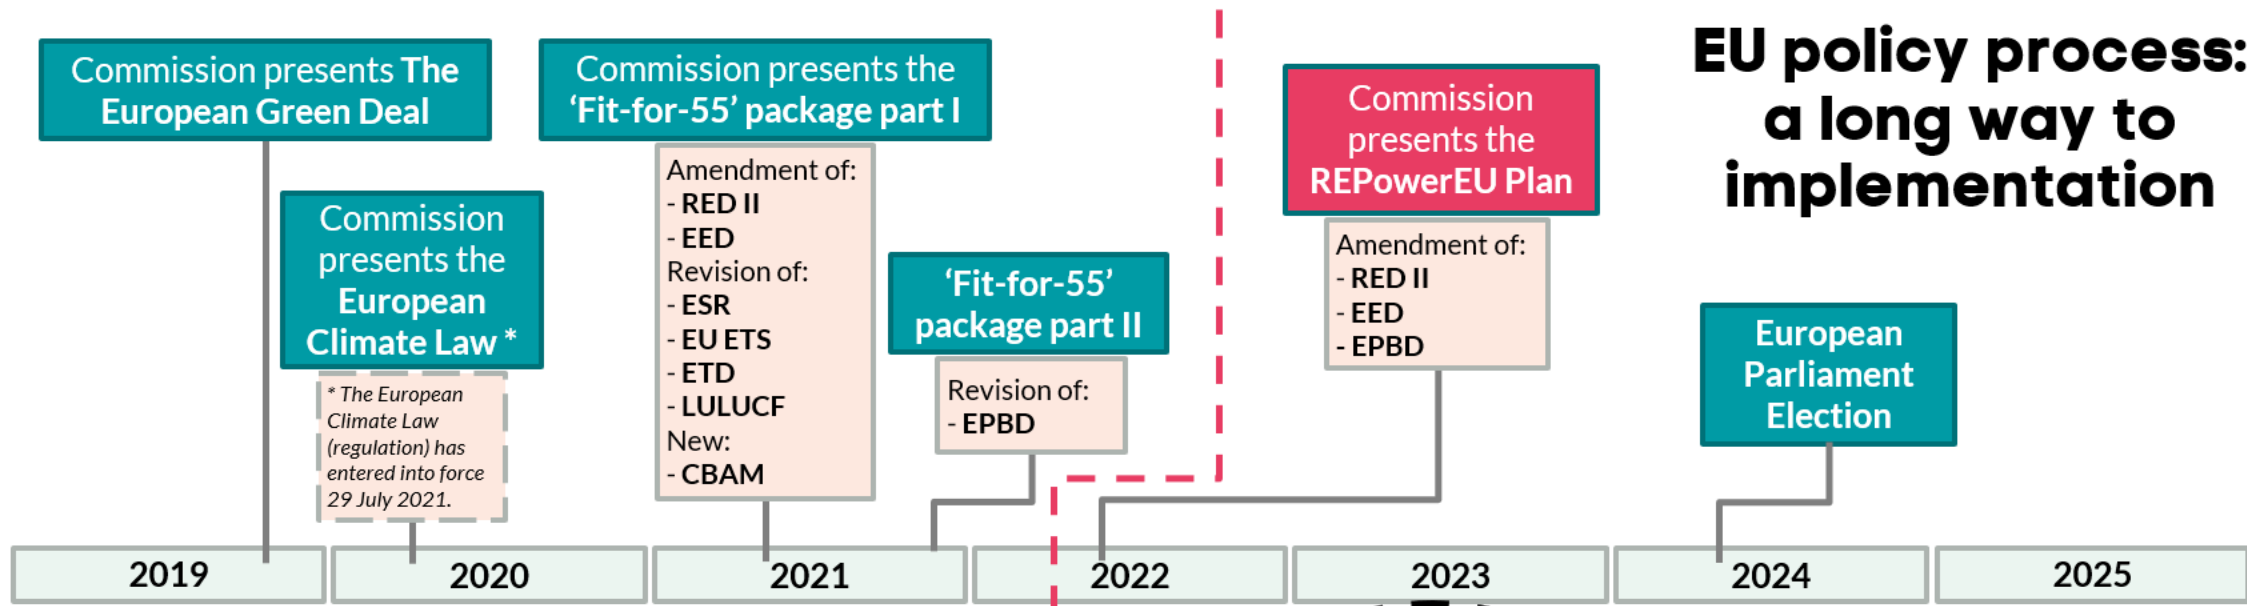 EU policy process:
a long way to
implementation
Commission presents The
European Green Deal
Commission
presents the
European
Climate Law *
* The European
Climate Law
(regulation) has
entered into force
29 July 2021.
Commission presents the
‘Fit-for-55’ package part I
Amendment of:
- RED II
- EED
Revision of:
- ESR
- EU ETS
- ETD
- LULUCF
New:
- CBAM
‘Fit-for-55’
package part II
Revision of:
- EPBD
Commission
presents the
REPowerEU Plan
Amendment of:
- RED II
- EED
- EPBD
European
Parliament
Election
2019
2020
2021
2022
2023
2024
2025